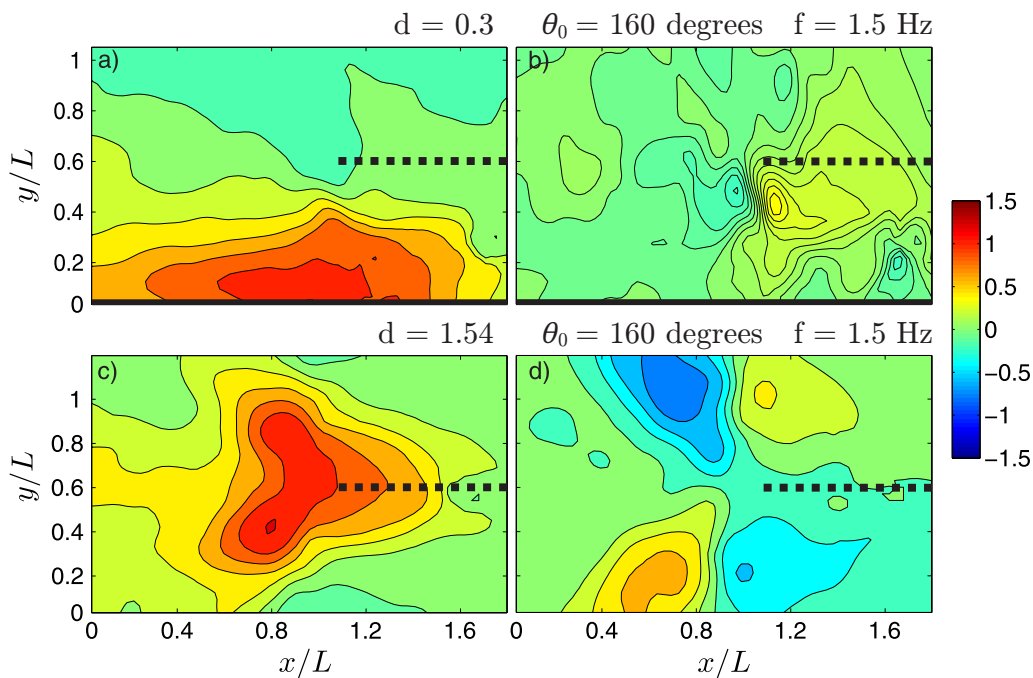 d = 0.3 θ0 = 160 degrees f = 1.5 Hz
a) b)
1
0.8
0.6
0.4
0.2
0
y/L
1.5
1
0.5
0
−0.5
−1
−1.5
d = 1.54 θ0 = 160 degrees f = 1.5 Hz
c) d)
1
0.8
0.6
0.4
0.2
0
y/L
0 0.4 0.8 1.2 1.6 0.4 0.8 1.2 1.6
x/L x/L